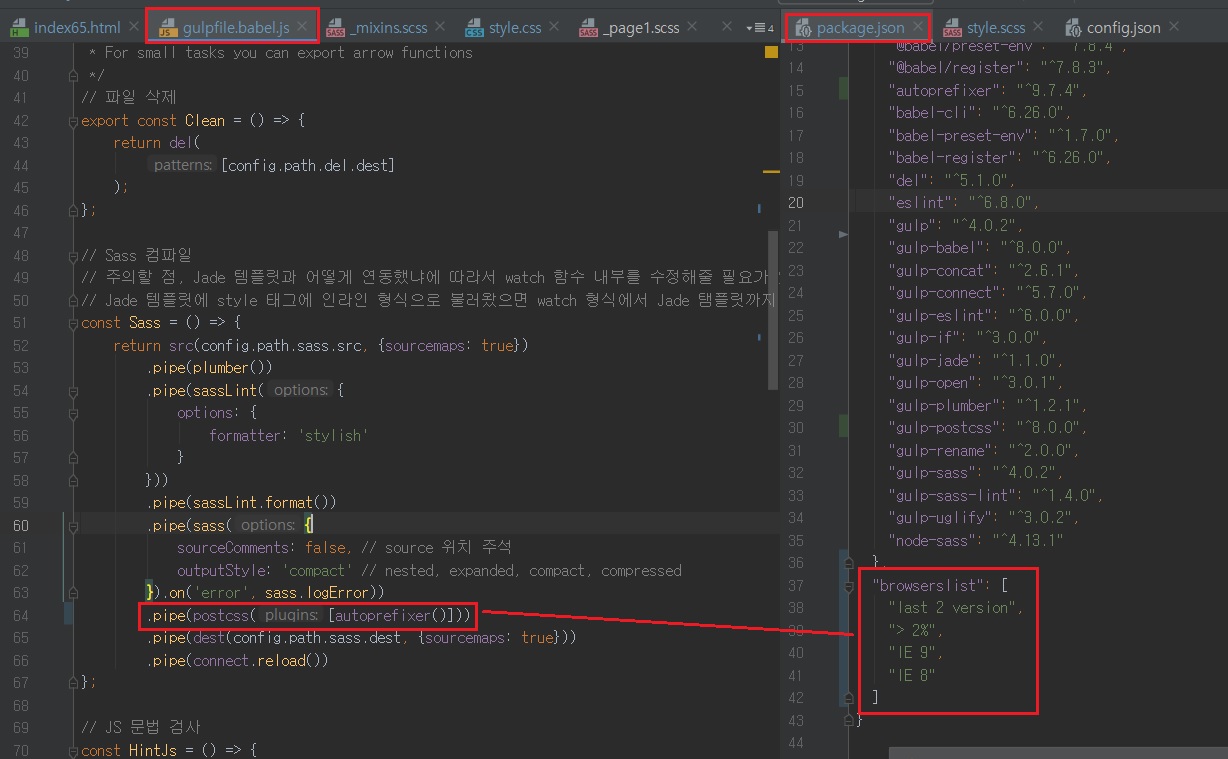 index65.html
gulpfile.babel.js
_mixins.scss
style.css
_page1.scss
4
package.json
style.scss
config.json
39 For small tasks you can export arrow functions
40 */
41 // 파일 삭제
42 export const Clean = () => {
43 return del(
44 patterns: [config.path.del.dest]
45 );
46 };
47
48 // Sass 컴파일
49 // 주의할 점, Jade 템플릿과 어떻게 연동했냐에 따라서 watch 함수 내부를 수정해줄 필요가
50 // Jade 템플릿에 style 태그에 인라인 형식으로 불러왔으면 watch 형식에서 Jade 탬플릿까지
51 const Sass = () => {
52 return src(config.path.sass.src, {sourcemaps: true})
53 .pipe(plumber())
54 .pipe(sassLint( options: {
55 options: {
56 formatter: 'stylish'
57 }
58 }))
59 .pipe(sassLint.format())
60 .pipe(sass( options: {
61 sourceComments: false, // source 위치 주석
62 outputStyle: 'compact' // nested, expanded, compact, compressed
63 }).on('error', sass.logError))
64 .pipe(postcss( plugins: [autoprefixer()]))
65 .pipe(dest(config.path.sass.dest, {sourcemaps: true}))
66 .pipe(connect.reload())
67 };
68
69 // JS 문법 검사
70 const HintJs = () => {
13 "@babel/preset-env": "^7.8.4",
14 "@babel/register": "^7.8.3",
15 "autoprefixer": "^9.7.4",
16 "babel-cli": "^6.26.0",
17 "babel-preset-env": "^1.7.0",
18 "babel-register": "^6.26.0",
19 "del": "^5.1.0",
20 "eslint": "^6.8.0",
21 "gulp": "^4.0.2",
22 "gulp-babel": "^8.0.0",
23 "gulp-concat": "^2.6.1",
24 "gulp-connect": "^5.7.0",
25 "gulp-eslint": "^6.0.0",
26 "gulp-if": "^3.0.0",
27 "gulp-jade": "^1.1.0",
28 "gulp-open": "^3.0.1",
29 "gulp-plumber": "^1.2.1",
30 "gulp-postcss": "^8.0.0",
31 "gulp-rename": "^2.0.0",
32 "gulp-sass": "^4.0.2",
33 "gulp-sass-lint": "^1.4.0",
34 "gulp-uglify": "^3.0.2",
35 "node-sass": "^4.13.1"
36 },
37 "browserslist": [
38 "last 2 version",
39 "> 2%",
40 "IE 9",
41 "IE 8"
42 ]
43 }
44